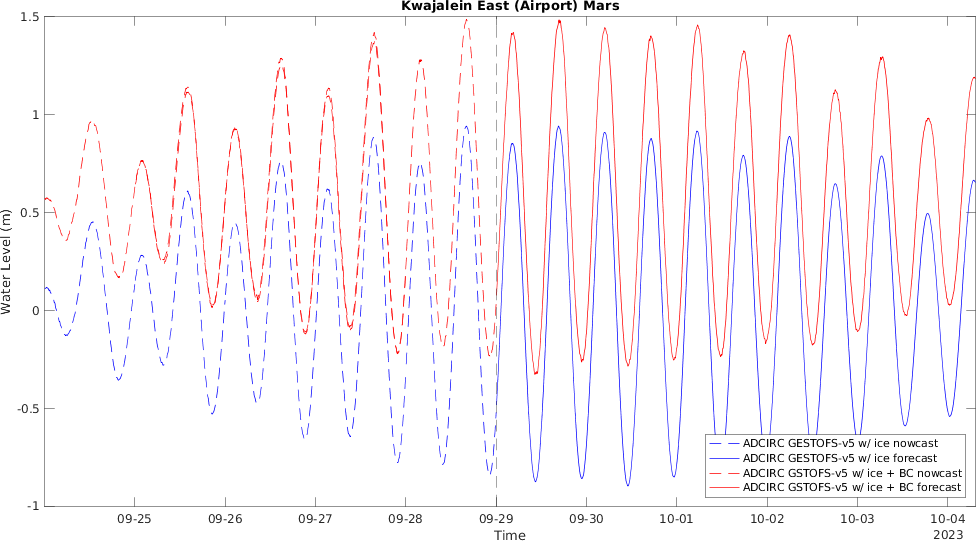 Kwajalein East (Airport) Mars
1.5
1
0.5
0
-0.5
-1
Water Level (m)
09-25
09-26
09-27
09-28
09-29
09-30
10-01
10-02
10-03
10-04
2023
Time
ADCIRC GESTOFS-v5 w/ ice nowcast
ADCIRC GESTOFS-v5 w/ ice forecast
ADCIRC GSTOFS-v5 w/ ice + BC nowcast
ADCIRC GSTOFS-v5 w/ ice + BC forecast